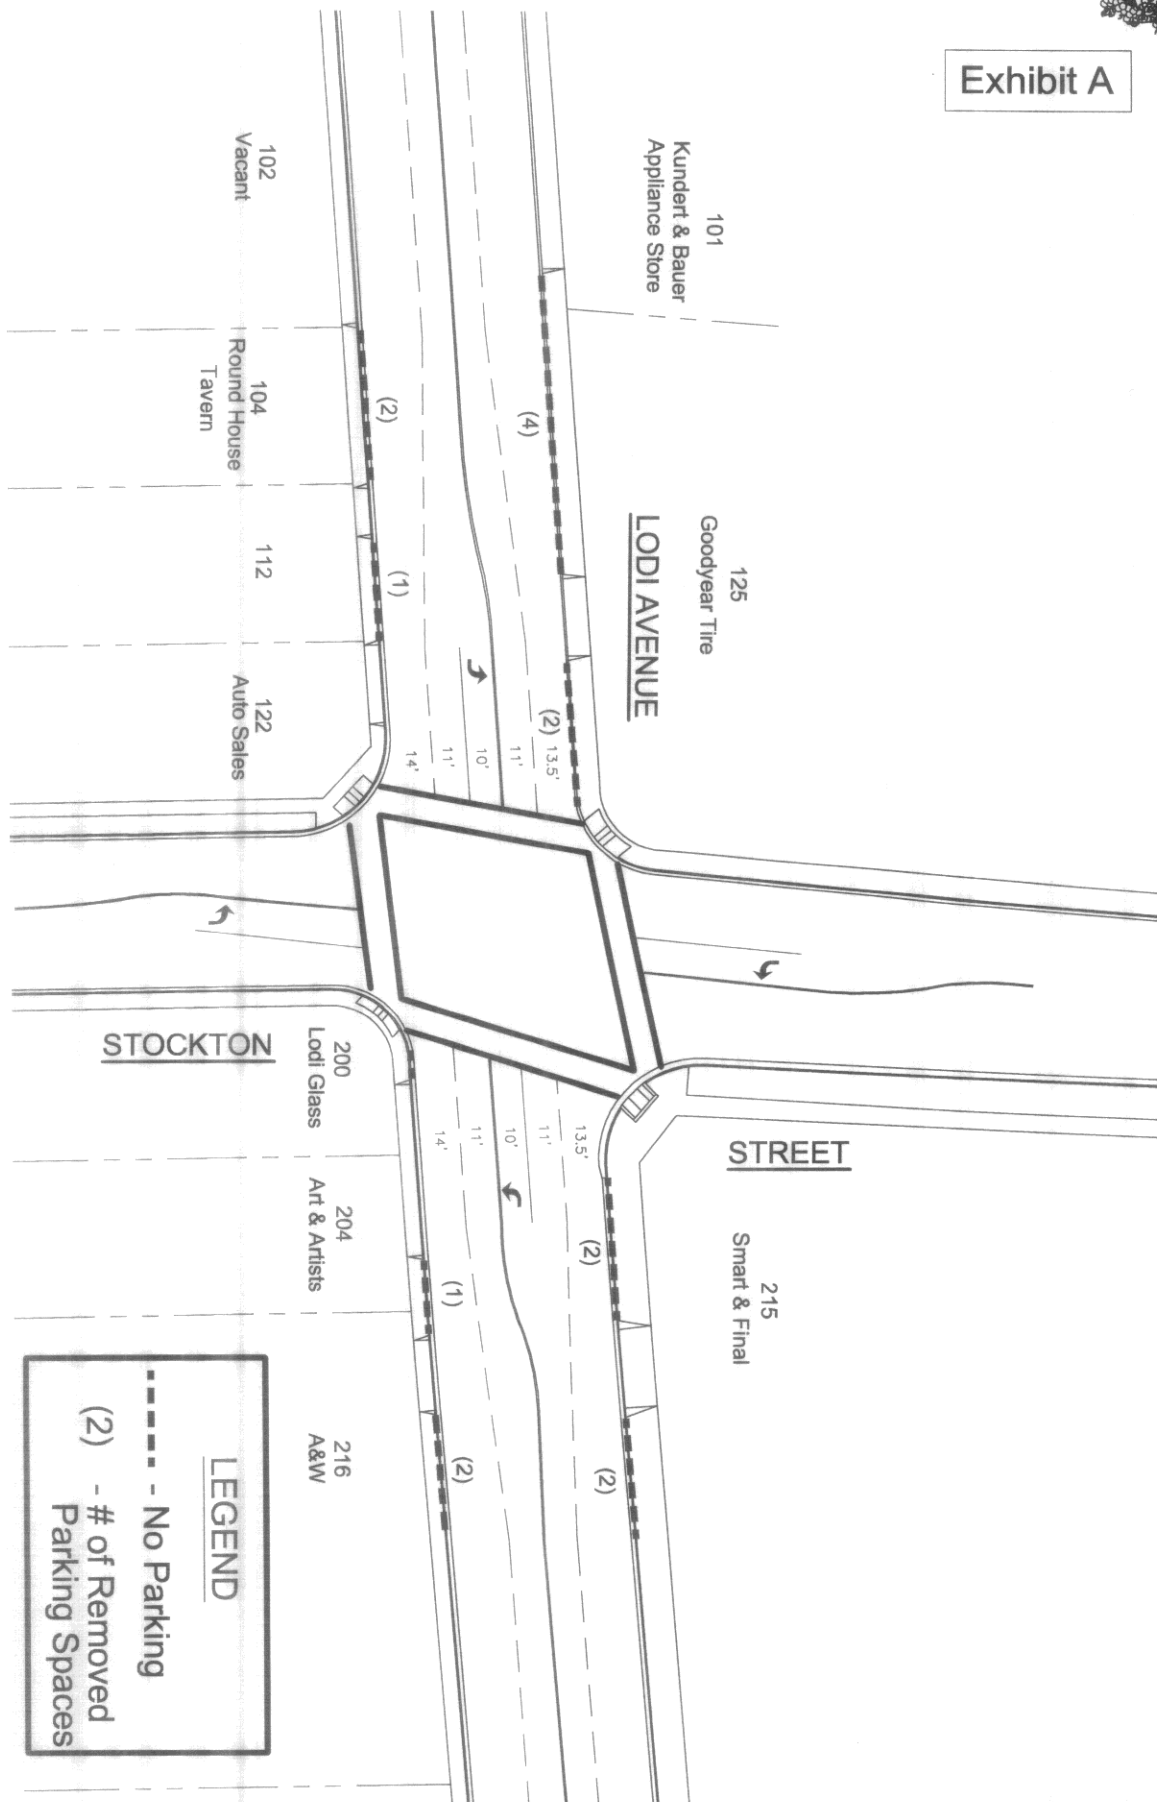 Exhibit A
101
Kundert & Bauer
Appliance Store
125
Goodyear Tire
LODI AVENUE
215
Smart & Final
STREET
(4)
(2)
(2)
(2)
13.5'
11'
10'
11'
14'
13.5'
11'
10'
11'
14'
(2)
(1)
(1)
(2)
102
Vacant
104
Round House
Tavern
112
122
Auto Sales
STOCKTON
200
Lodi Glass
204
Art & Artists
216
A&W
LEGEND
- No Parking
(2) - # of Removed
Parking Spaces